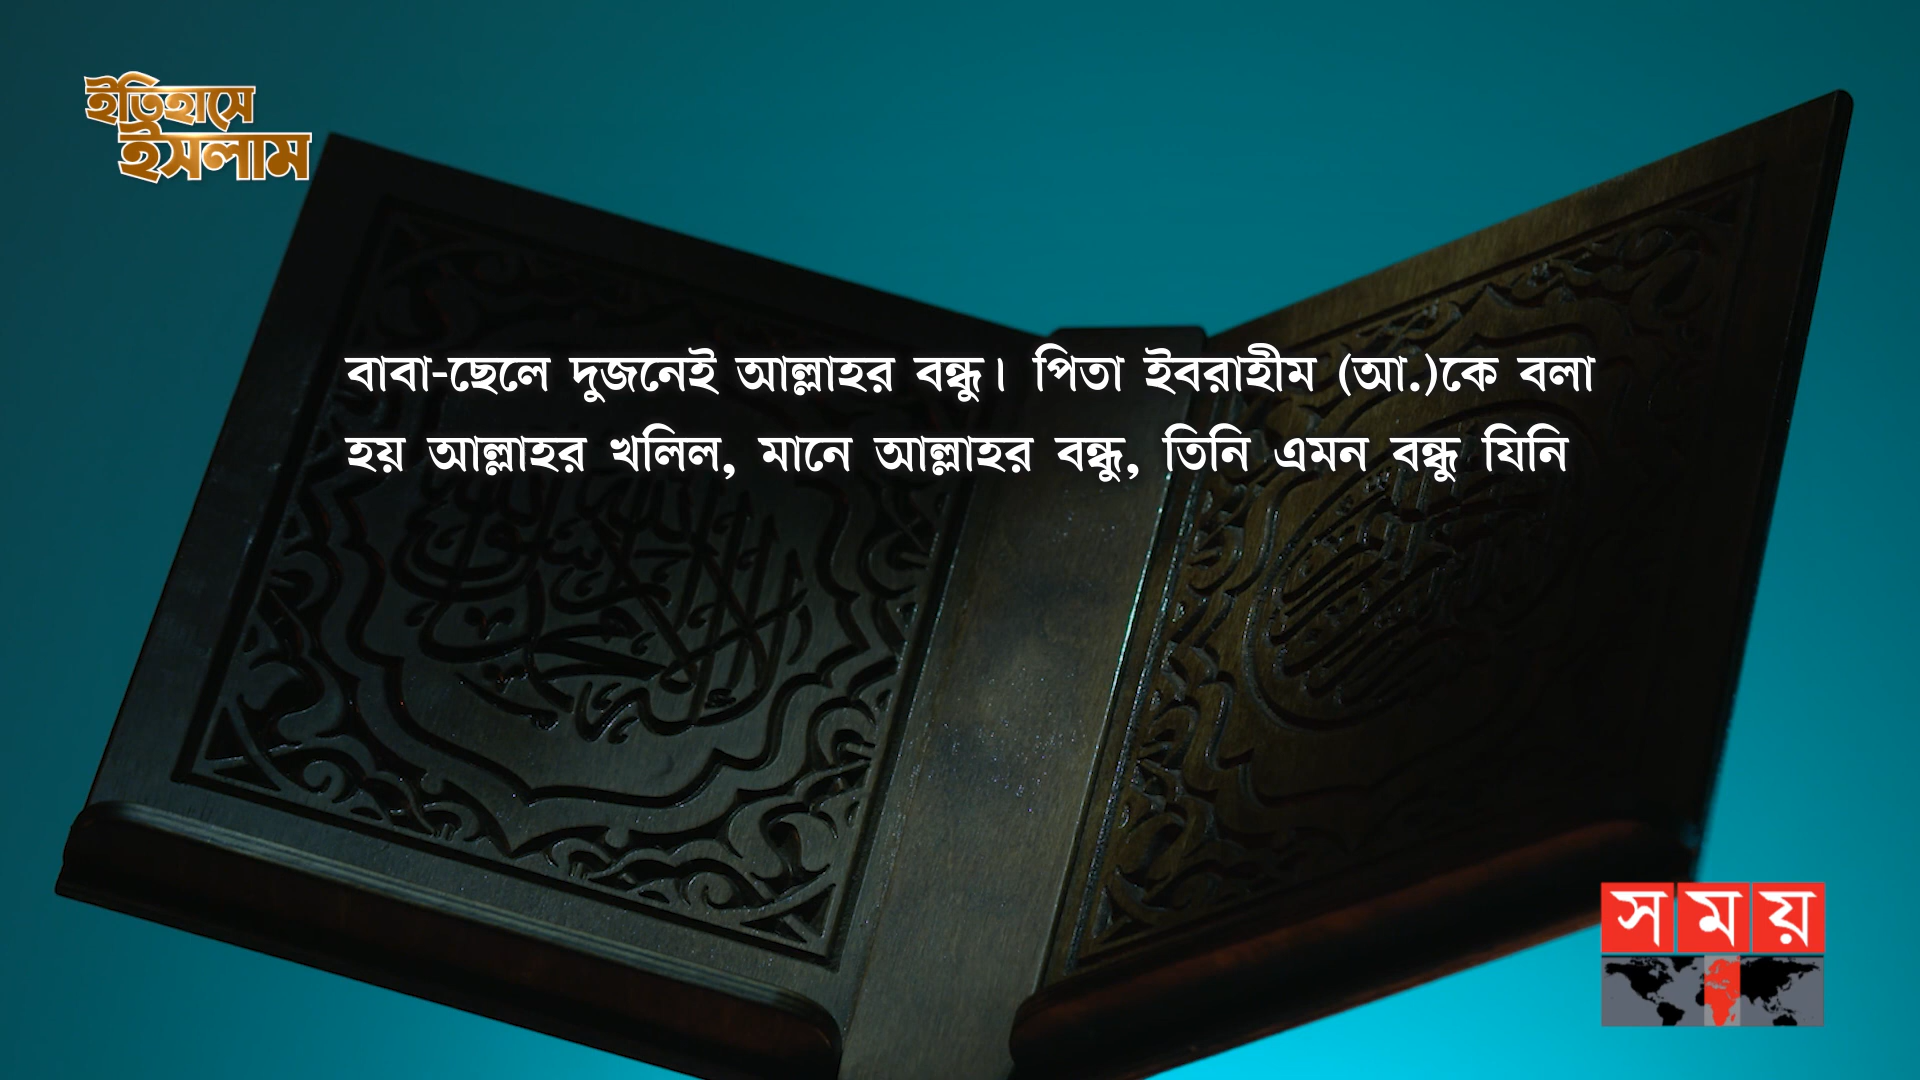 ইতিহাসে
ইসলাম
বাবা-ছেলে দুজনেই আল্লাহর বন্ধু। পিতা ইবরাহীম (আ.)কে বলা
হয় আল্লাহর খলিল, মানে আল্লাহর বন্ধু, তিনি এমন বন্ধু যিনি
সময়